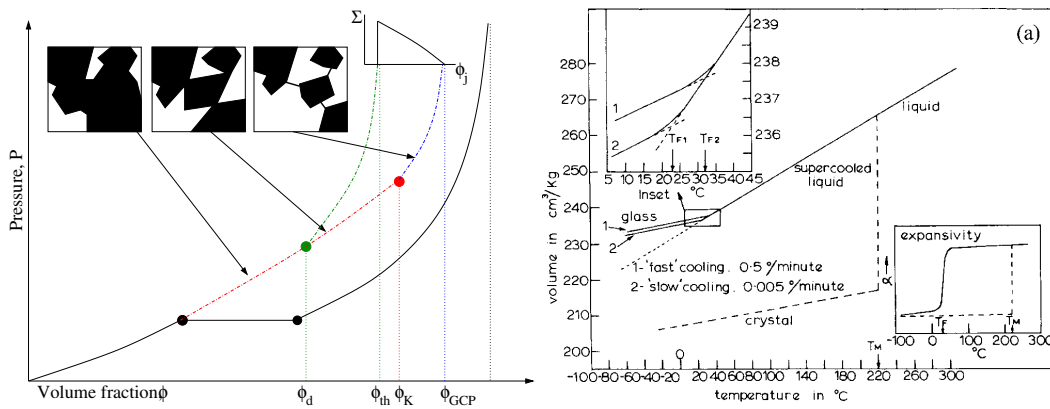 Σ
ϕj
Pressure, P
Volume fractionϕ
ϕd
ϕth
ϕK
ϕGCP
(a)
volume in cm³/Kg
280
270
260
250
240
230
220
210
200
195
239
238
237
236
1
2
TF1
TF2
5
10
15
20
25
30
35
40
45
°C
Inset
liquid
supercooled
liquid
glass
1
2
1-'fast' cooling. 0·5 °/minute
2-'slow' cooling. 0·005 °/minute
crystal
expansivity
α
TF
TM
-100
0
100
200
300
°C
0
TM
-100-80-60-40-20
20 40 60 80 100
140
180
220
260
300
temperature in °C